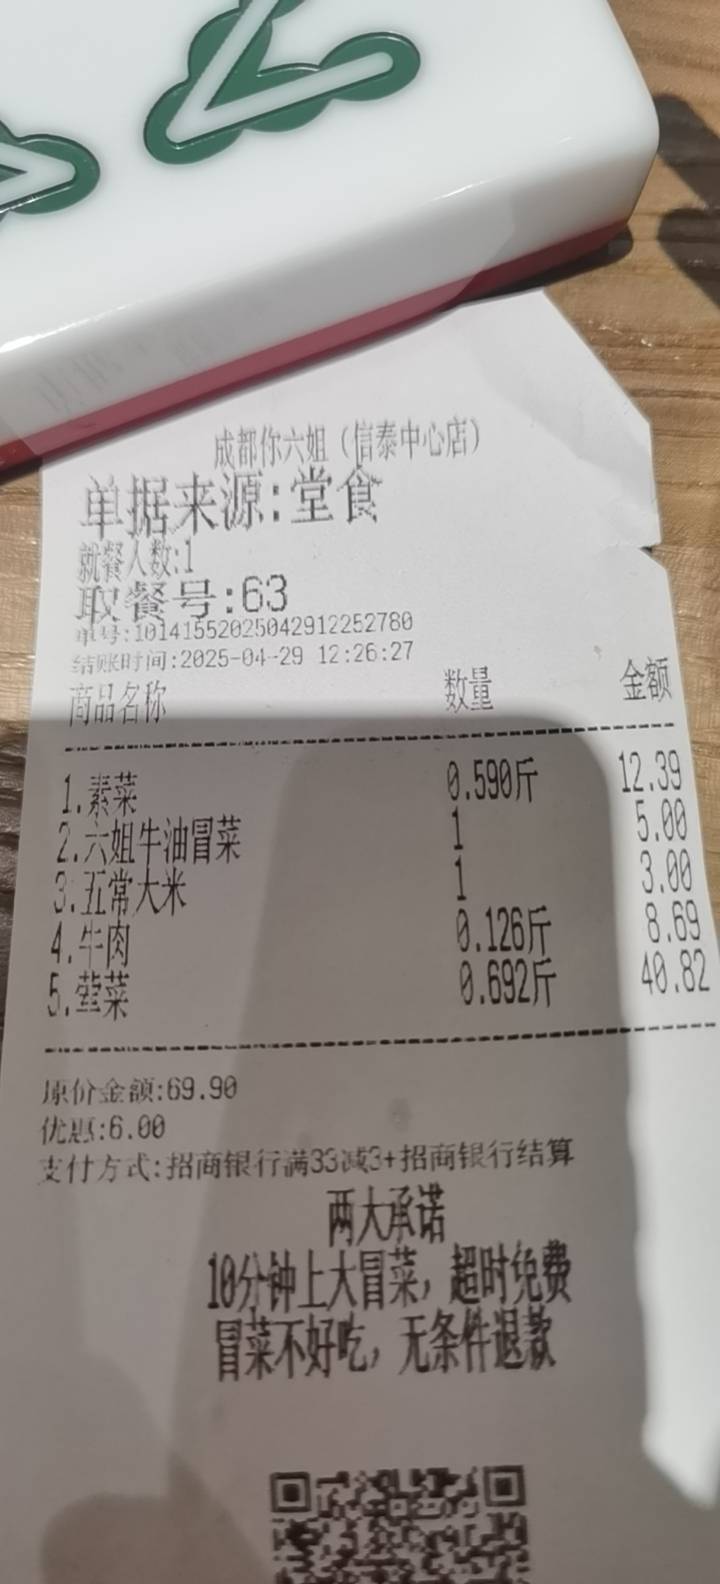 成都你六姐（信泰中心店）
单据来源:堂食
就餐人数:1
取餐号:63
单号:10141552025042912252780
结账时间:2025-04-29 12:26:27
商品名称 数量 金额
1.素菜 0.590斤 12.39
2.六姐牛油冒菜 1 5.00
3.五常大米 1 3.00
4.牛肉 0.126斤 8.69
5.荤菜 0.692斤 40.82
原价金额:69.90
优惠:6.00
支付方式:招商银行满33减3+招商银行结算
两大承诺
10分钟上大冒菜，超时免费
冒菜不好吃，无条件退款